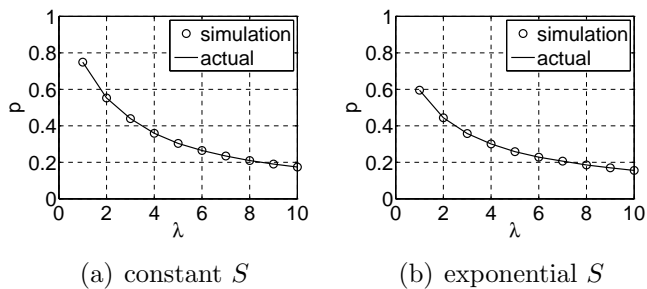 1
0.8
0.6
0.4
0.2
0
p
simulation
actual
0 2 4 6 8 10
λ
(a) constant S
1
0.8
0.6
0.4
0.2
0
p
simulation
actual
0 2 4 6 8 10
λ
(b) exponential S